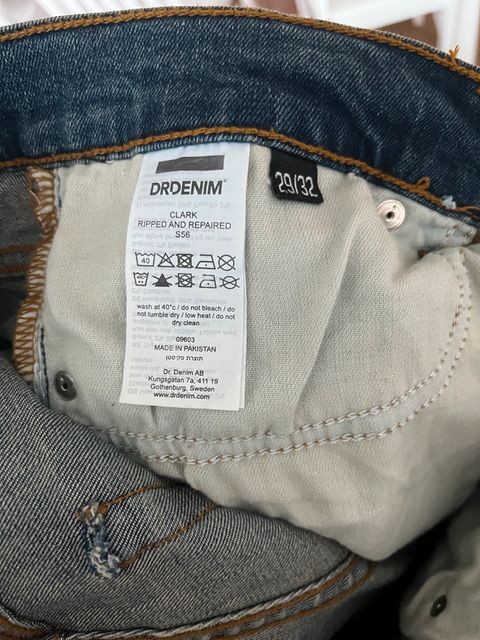 DRDENIM®
29/32
CLARK
RIPPED AND REPAIRED
S56
40
wash at 40°c / do not bleach / do
not tumble dry / low heat / do not
dry clean
09603
MADE IN PAKISTAN
תוצרת פקיסטן
Dr. Denim AB
Kungsgatan 7a, 411 19
Gothenburg, Sweden
www.drdenim.com